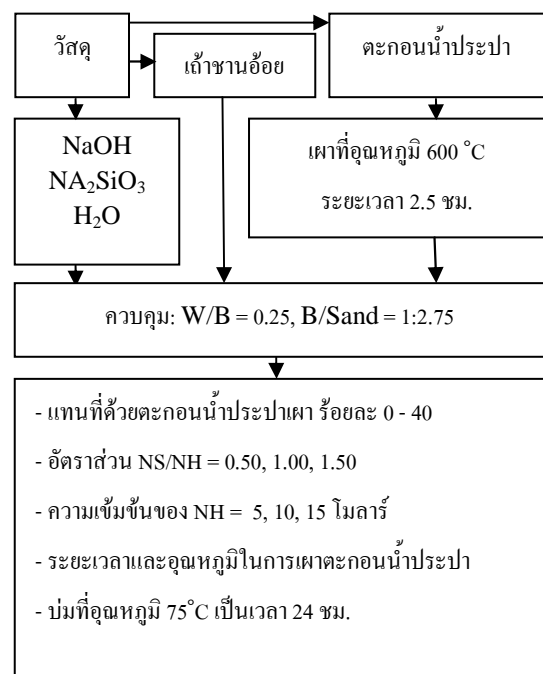 วัสดุ
เถ้าชานอ้อย
ตะกอนน้ำประปา
NaOH
NA₂SiO₃
H₂O
เผาที่อุณหภูมิ 600 °C
ระยะเวลา 2.5 ชม.
ควบคุม: W/B = 0.25, B/Sand = 1:2.75
- แทนที่ด้วยตะกอนน้ำประปาเผา ร้อยละ 0 - 40
- อัตราส่วน NS/NH = 0.50, 1.00, 1.50
- ความเข้มข้นของ NH = 5, 10, 15 โมลาร์
- ระยะเวลาและอุณหภูมิในการเผาตะกอนน้ำประปา
- บ่มที่อุณหภูมิ 75°C เป็นเวลา 24 ชม.